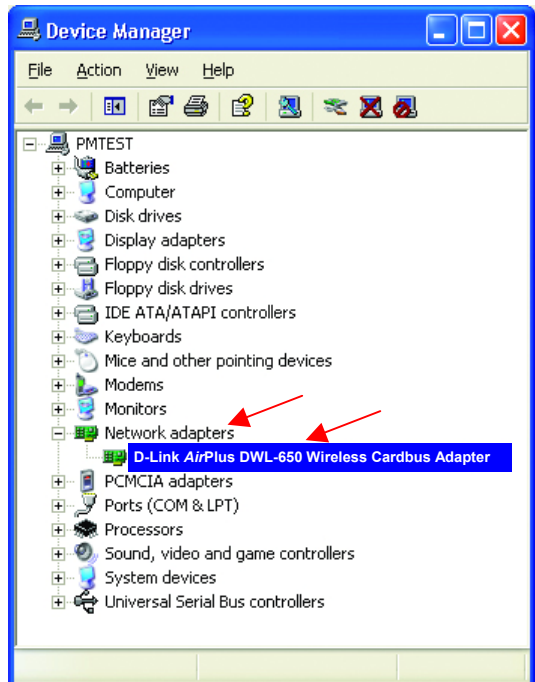 Device Manager
File Action View Help
PMTEST
Batteries
Computer
Disk drives
Display adapters
Floppy disk controllers
Floppy disk drives
IDE ATA/ATAPI controllers
Keyboards
Mice and other pointing devices
Modems
Monitors
Network adapters
D-Link AirPlus DWL-650 Wireless Cardbus Adapter
PCMCIA adapters
Ports (COM & LPT)
Processors
Sound, video and game controllers
System devices
Universal Serial Bus controllers